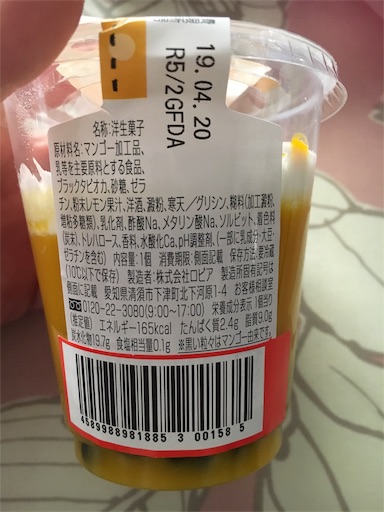 19.04.20
R5/2GFDA
名称:洋生菓子
原材料名:マンゴー加工品、
乳等を主要原料とする食品、
ブラックタピオカ、砂糖、ゼラ
チン、粉末レモン果汁、洋酒、澱粉、寒天/グリシン、糊料(加工澱粉、
増粘多糖類)、乳化剤、酢酸Na、メタリン酸Na、ソルビット、着色料
(炭末)、トレハロース、香料、水酸化Ca、pH調整剤、(一部に乳成分・大豆・
ゼラチンを含む) 内容量:1個 消費期限:側面記載 保存方法:要冷蔵
(10℃以下で保存) 製造者:株式会社ロピア 製造所固有記号は
側面に記載 愛知県清須市下津町北下河原1-4 お客様相談室
0120-22-3080(9:00〜17:00) 栄養成分表示 1個当り
(推定量) エネルギー165kcal たんぱく質2.4g 脂質9.0g
炭水化物19.7g 食塩相当量0.1g ※黒い粒々はマンゴー由来です。
4589988981885 3 00158 5